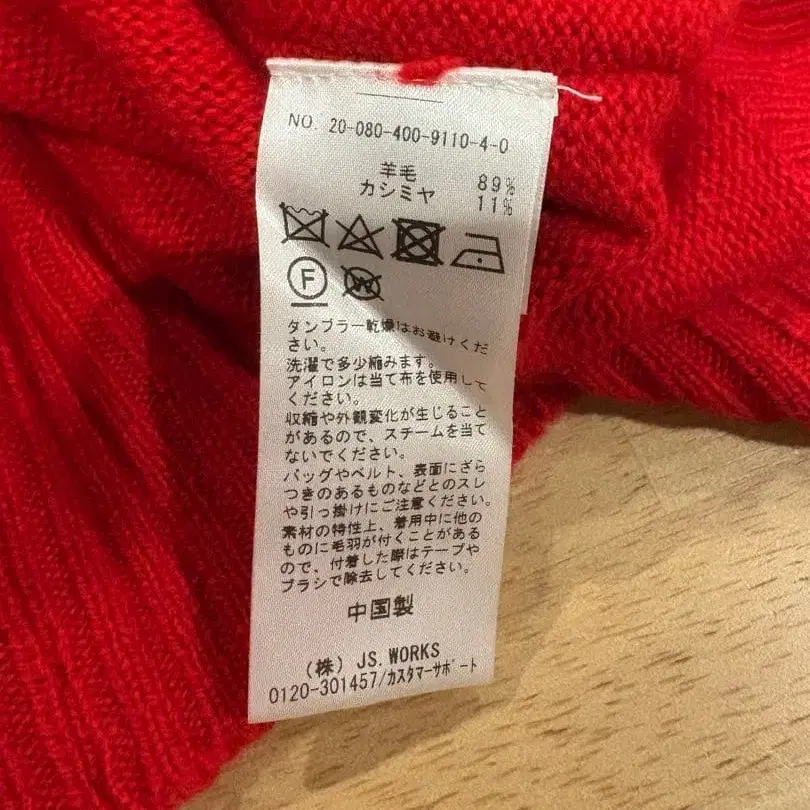 NO. 20-080-400-9110-4-0
羊毛 89%
カシミヤ 11%
F
W
タンブラー乾燥はお避けくだ
さい。
洗濯で多少縮みます。
アイロンは当て布を使用して
ください。
収縮や外観変化が生じること
があるので、スチームを当て
ないでください。
バッグやベルト、表面にざら
つきのあるものなどとのスレ
や引っ掛けにご注意ください。
素材の特性上、着用中に他の
ものに毛羽が付くことがある
ので、付着した際はテープや
ブラシで除去してください。
中国製
(株) JS.WORKS
0120-301457/カスタマーサポート